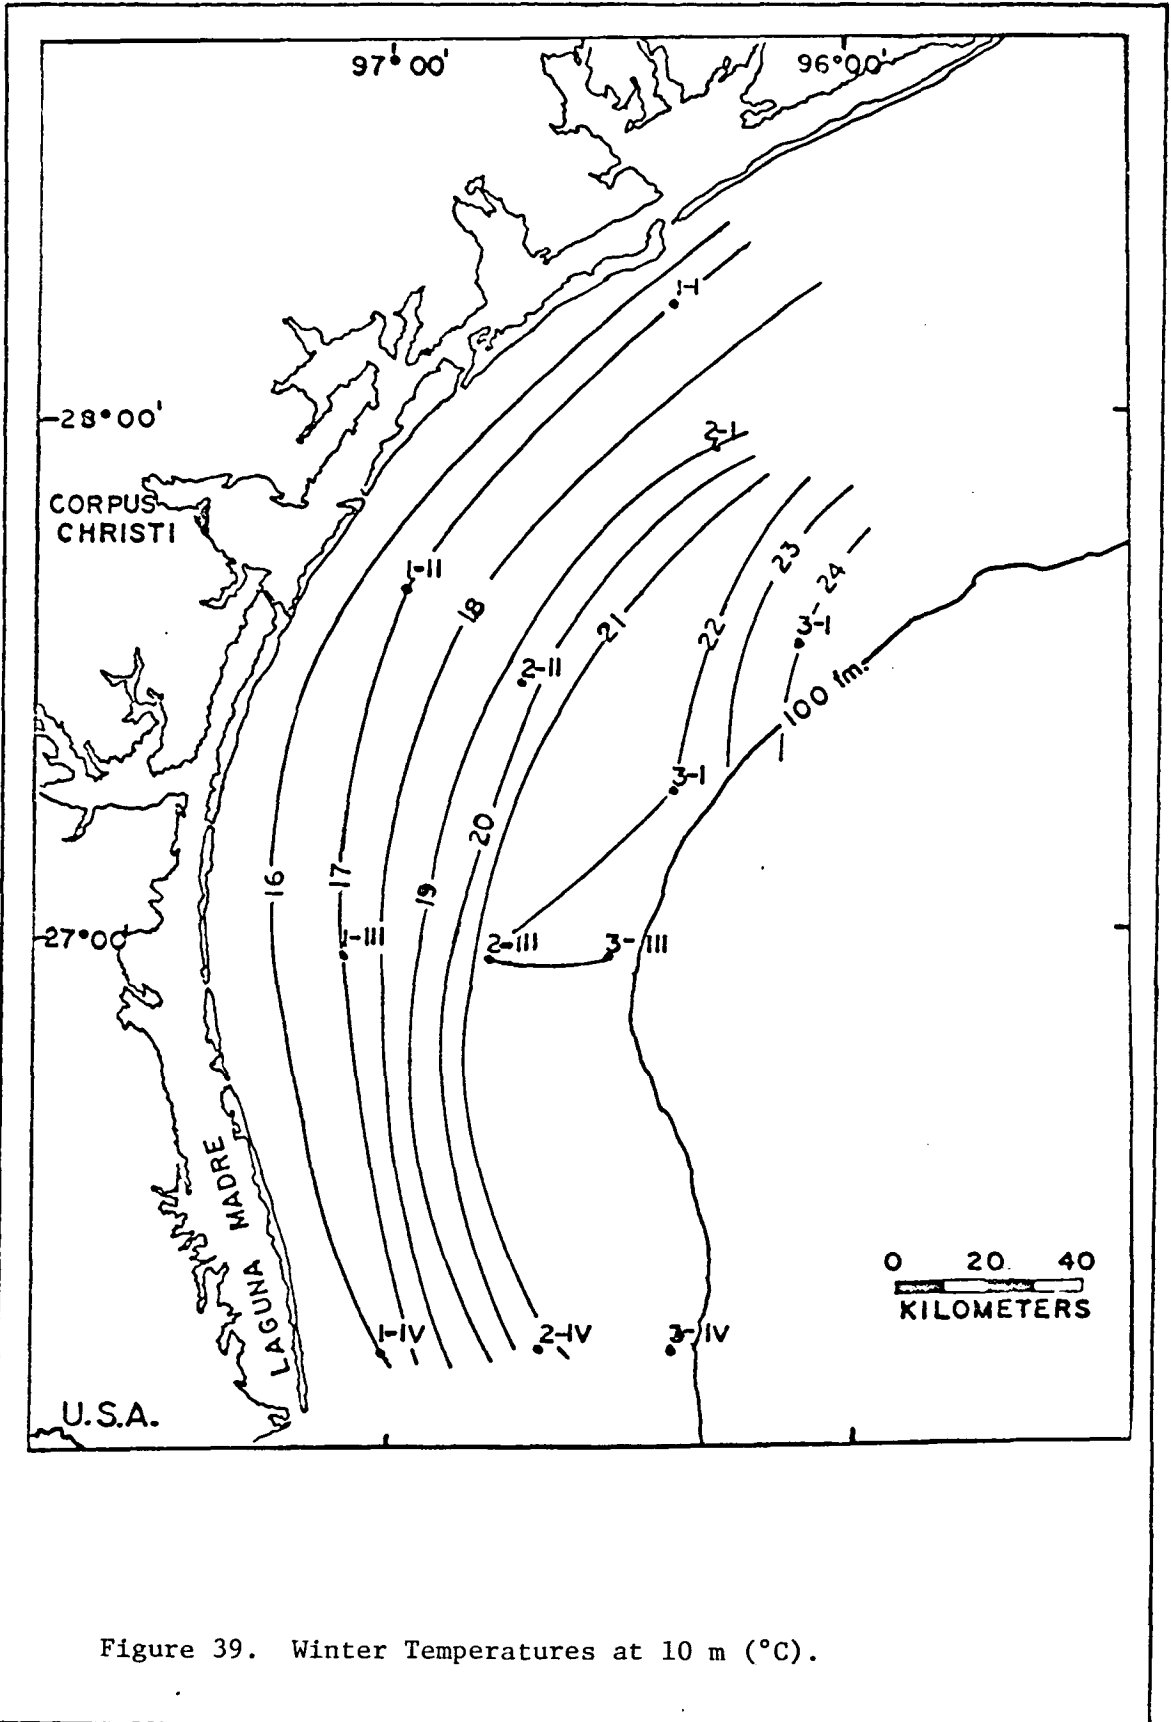 97°00'
96°00'
1-I
28°00'
2-I
CORPUS
CHRISTI
23
1-II
24
18
21
22
3-I
2-II
100 fm.
3-I
20
16
17
19
27°00'
1-III
2-III
3-III
LAGUNA MADRE
0 20 40
KILOMETERS
1-IV
2-IV
3-IV
U.S.A.
Figure 39. Winter Temperatures at 10 m (°C).